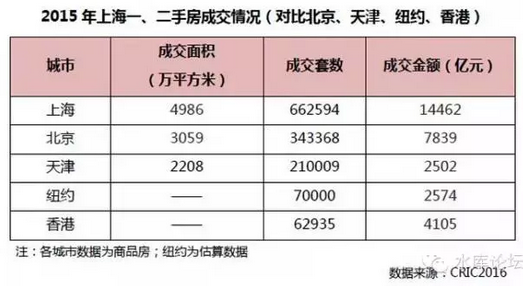 2015年上海一、二手房成交情况（对比北京、天津、纽约、香港）
城市 成交面积（万平方米） 成交套数 成交金额（亿元）
上海 4986 662594 14462
北京 3059 343368 7839
天津 2208 210009 2502
纽约 —— 70000 2574
香港 —— 62935 4105
注：各城市数据为商品房；纽约为估算数据
水库论坛
数据来源：CRIC2016